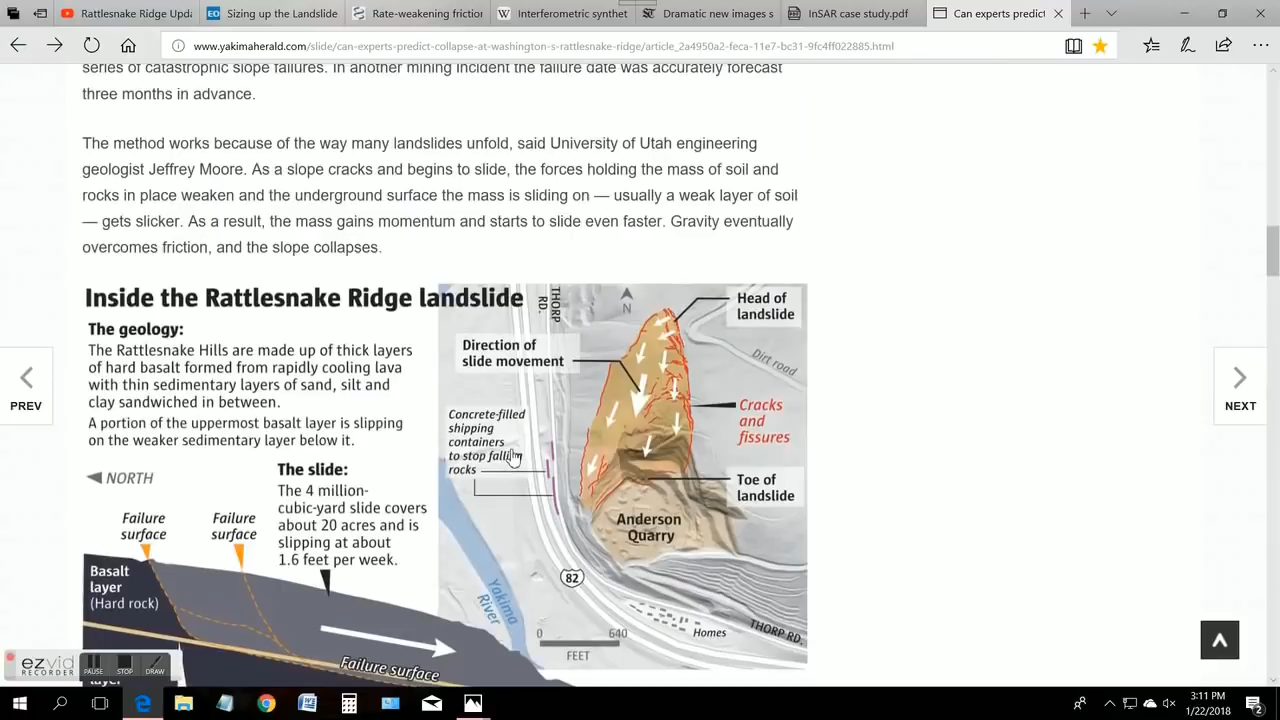 Rattlesnake Ridge Upda
Sizing up the Landslide
Rate-weakening friction
Interferometric synthet
Dramatic new images s
InSAR case study.pdf
Can experts predict
www.yakimaherald.com/slide/can-experts-predict-collapse-at-washington-s-rattlesnake-ridge/article_2a4950a2-feca-11e7-bc31-9fc4ff022885.html
series of catastrophic slope failures. In another mining incident the failure date was accurately forecast
three months in advance.
The method works because of the way many landslides unfold, said University of Utah engineering
geologist Jeffrey Moore. As a slope cracks and begins to slide, the forces holding the mass of soil and
rocks in place weaken and the underground surface the mass is sliding on — usually a weak layer of soil
— gets slicker. As a result, the mass gains momentum and starts to slide even faster. Gravity eventually
overcomes friction, and the slope collapses.
PREV
NEXT
Inside the Rattlesnake Ridge landslide
The geology:
The Rattlesnake Hills are made up of thick layers
of hard basalt formed from rapidly cooling lava
with thin sedimentary layers of sand, silt and
clay sandwiched in between.
A portion of the uppermost basalt layer is slipping
on the weaker sedimentary layer below it.
NORTH
Failure
surface
Failure
surface
The slide:
The 4 million-
cubic-yard slide covers
about 20 acres and is
slipping at about
1.6 feet per week.
Basalt
layer
(Hard rock)
Failure surface
layer
THORP
RD.
N
Head of
landslide
Direction of
slide movement
Dirt road
Concrete-filled
shipping
containers
to stop falling
rocks
Cracks
and
fissures
Toe of
landslide
Anderson
Quarry
82
Yakima
River
0 640
FEET
Homes
THORP RD.
ezvid
RECORDER
PAUSE
STOP
DRAW
3:11 PM
1/22/2018
2